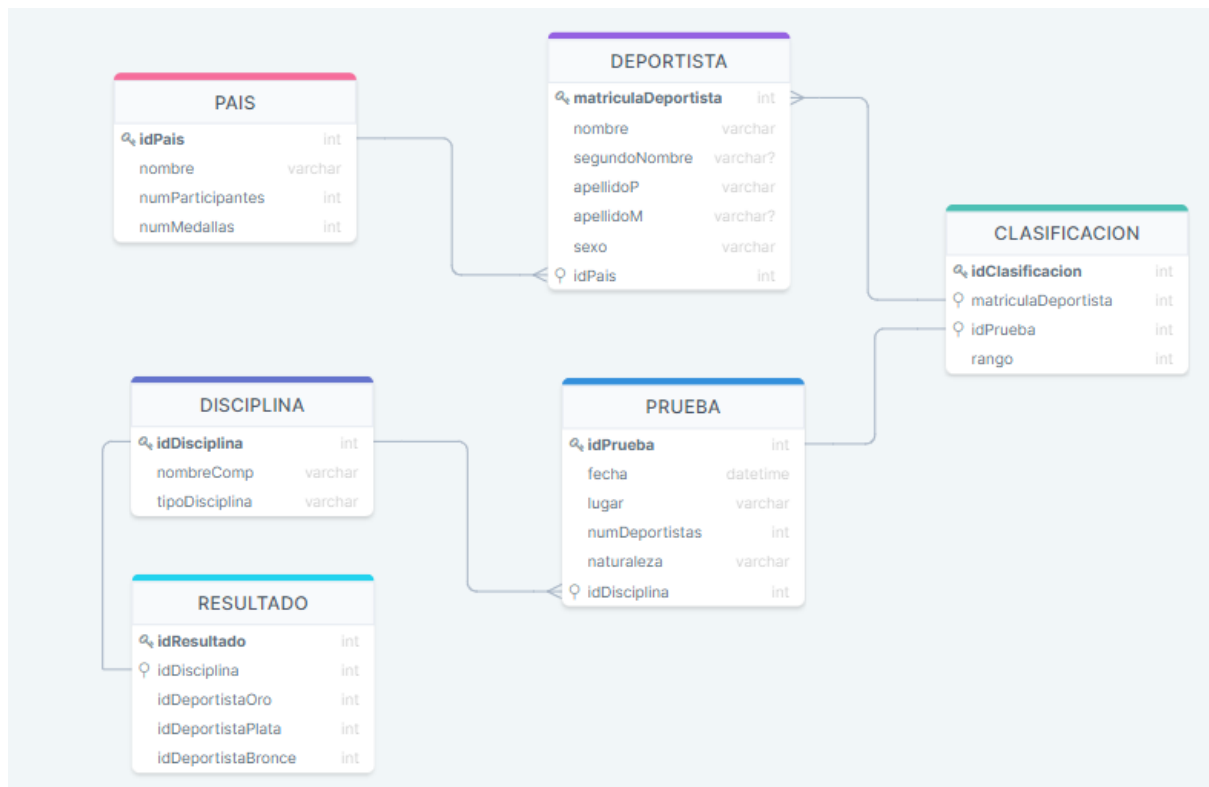 PAIS
idPais int
nombre varchar
numParticipantes int
numMedallas int
DEPORTISTA
matriculaDeportista int
nombre varchar
segundoNombre varchar?
apellidoP varchar
apellidoM varchar?
sexo varchar
idPais int
CLASIFICACION
idClasificacion int
matriculaDeportista int
idPrueba int
rango int
DISCIPLINA
idDisciplina int
nombreComp varchar
tipoDisciplina varchar
PRUEBA
idPrueba int
fecha datetime
lugar varchar
numDeportistas int
naturaleza varchar
idDisciplina int
RESULTADO
idResultado int
idDisciplina int
idDeportistaOro int
idDeportistaPlata int
idDeportistaBronce int